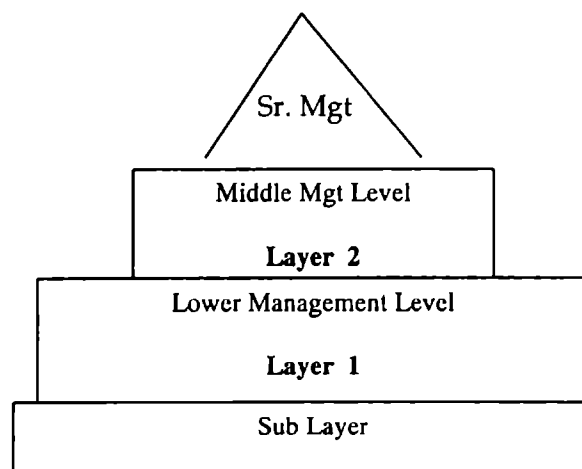 Sr. Mgt
Middle Mgt Level
Layer 2
Lower Management Level
Layer 1
Sub Layer